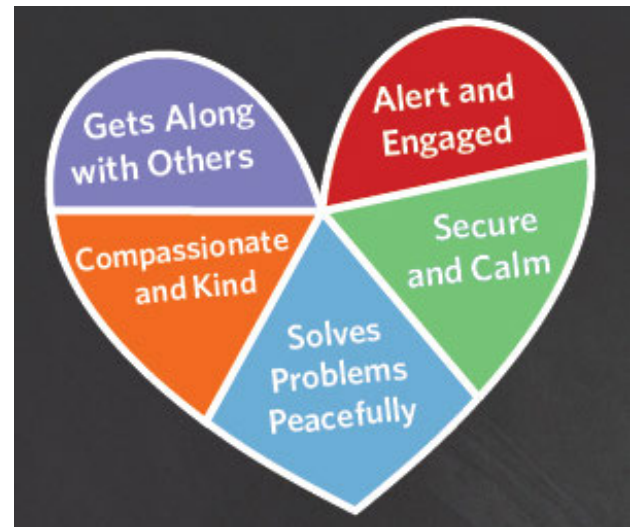 Gets Along
with Others
Alert and
Engaged
Compassionate
and Kind
Secure
and Calm
Solves
Problems
Peacefully